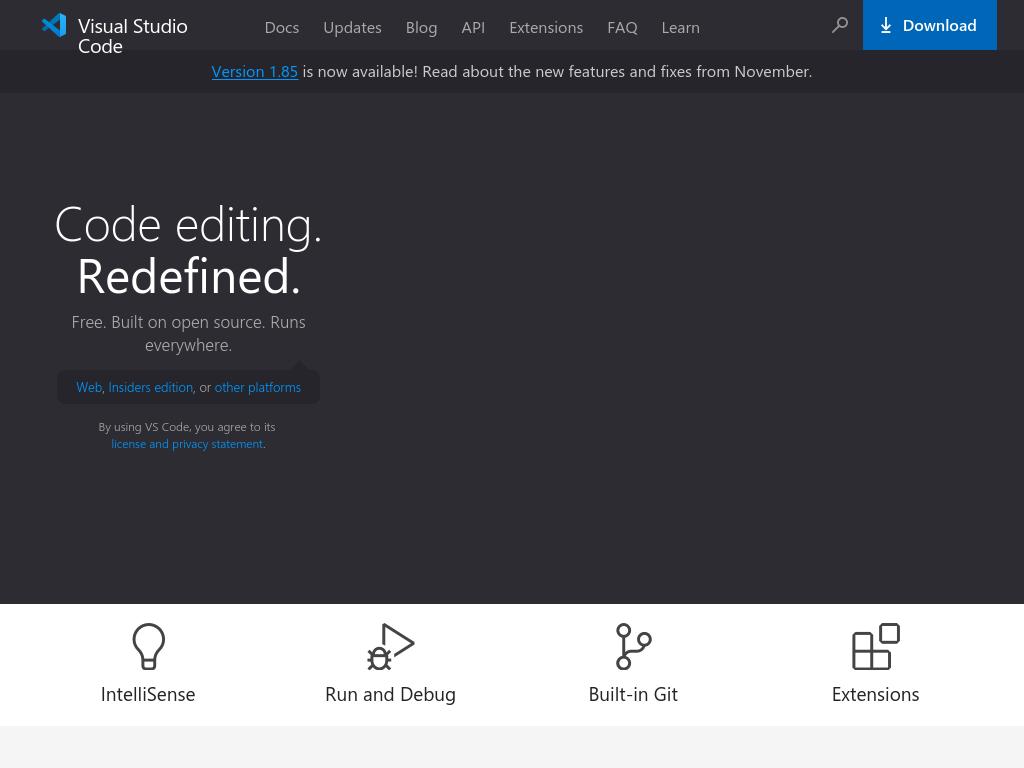 Visual Studio
Code
Docs
Updates
Blog
API
Extensions
FAQ
Learn
Download
Version 1.85 is now available! Read about the new features and fixes from November.
Code editing.
Redefined.
Free. Built on open source. Runs
everywhere.
Web, Insiders edition, or other platforms
By using VS Code, you agree to its
license and privacy statement.
IntelliSense
Run and Debug
Built-in Git
Extensions